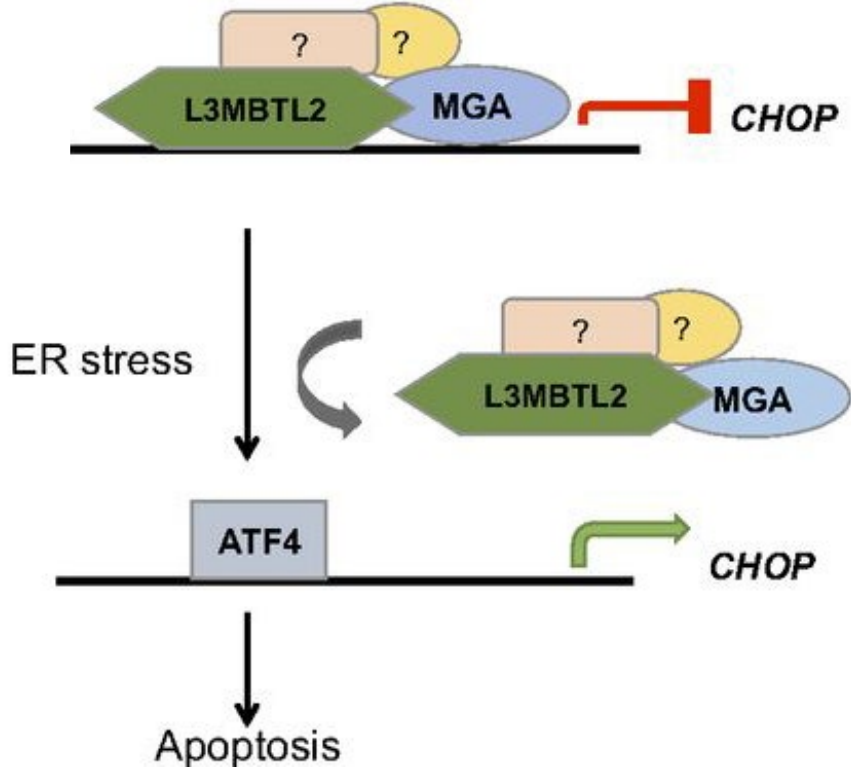 ? ?
L3MBTL2 MGA CHOP
ER stress
? ?
L3MBTL2 MGA
ATF4
CHOP
Apoptosis